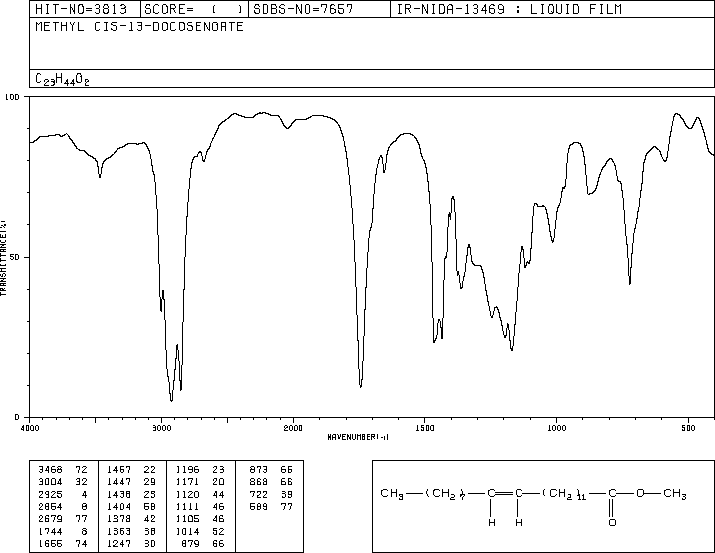 HIT-NO=3813 SCORE= ( ) SDBS-NO=7657 IR-NIDA-13469 : LIQUID FILM
METHYL CIS-13-DOCOSENOATE
C23H44O2
100
50
0
TRANSMITTANCE(%)
4000 3000 2000 1500 1000 500
WAVENUMBER(-1)
3468 72 1467 22 1196 23 873 66
3004 32 1447 29 1171 20 868 66
2925 4 1438 25 1120 44 722 39
2854 8 1404 58 1111 46 589 77
2679 77 1378 42 1105 46
1744 8 1363 38 1014 52
1655 74 1247 30 879 66
CH3 (CH2)7 C C (CH2)11 C O CH3
H H O